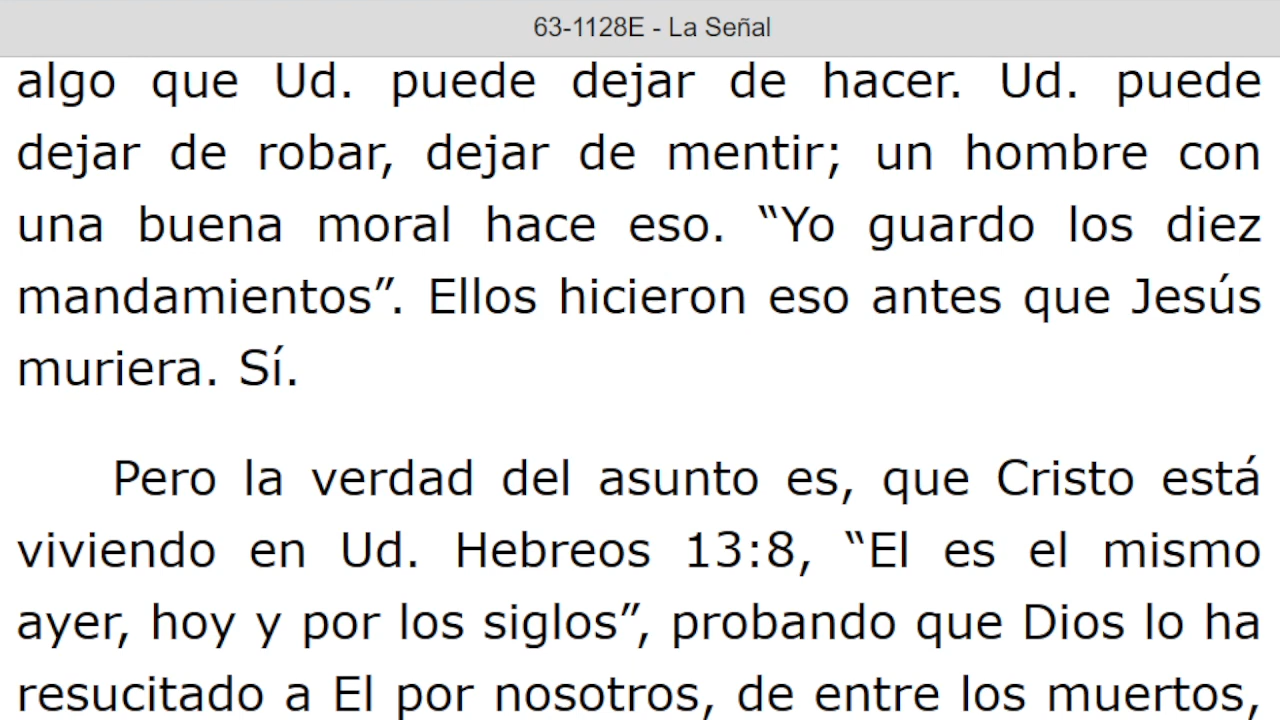 63-1128E - La Señal
algo que Ud. puede dejar de hacer. Ud. puede
dejar de robar, dejar de mentir; un hombre con
una buena moral hace eso. “Yo guardo los diez
mandamientos”. Ellos hicieron eso antes que Jesús
muriera. Sí.
Pero la verdad del asunto es, que Cristo está
viviendo en Ud. Hebreos 13:8, “El es el mismo
ayer, hoy y por los siglos”, probando que Dios lo ha
resucitado a El por nosotros, de entre los muertos,